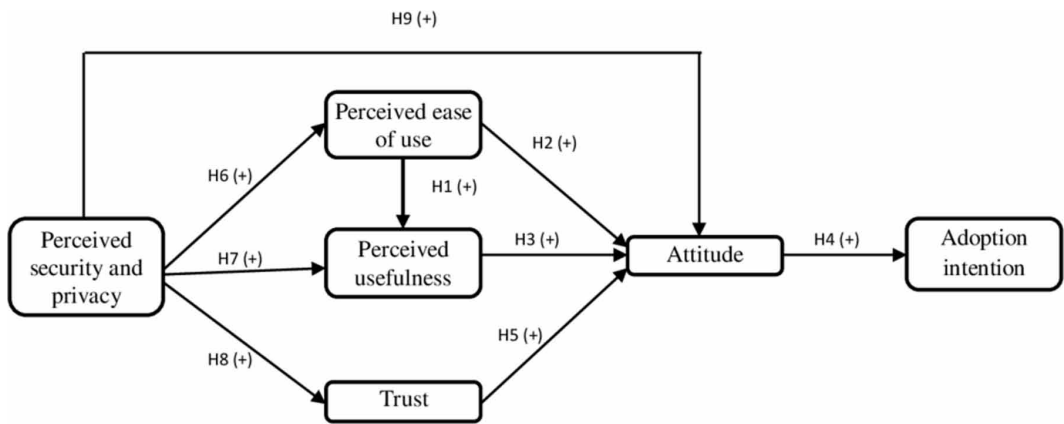 H9 (+)
Perceived ease
of use
H2 (+)
H6 (+)
H1 (+)
Perceived
security and
privacy
H7 (+)
Perceived
usefulness
H3 (+)
Attitude
H4 (+)
Adoption
intention
H8 (+)
H5 (+)
Trust